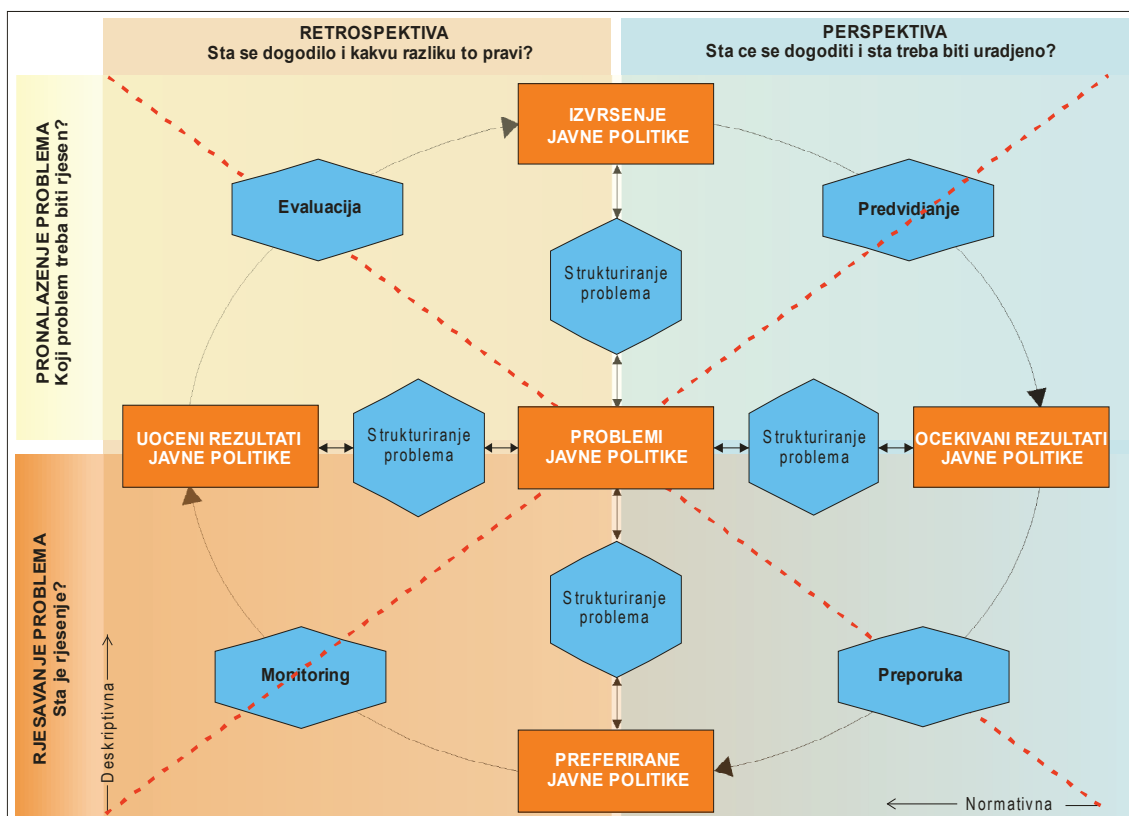 RETROSPEKTIVA
Sta se dogodilo i kakvu razliku to pravi?
PERSPEKTIVA
Sta ce se dogoditi i sta treba biti uradjeno?
PRONALAZENJE PROBLEMA
Koji problem treba biti rjesen?
IZVRSENJE
JAVNE POLITIKE
Evaluacija
Predvidjanje
Strukturiranje
problema
UOCENI REZULTATI
JAVNE POLITIKE
Strukturiranje
problema
PROBLEMI
JAVNE POLITIKE
Strukturiranje
problema
OCEKIVANI REZULTATI
JAVNE POLITIKE
RJESAVANJE PROBLEMA
Sta je rjesenje?
Strukturiranje
problema
Monitoring
Preporuka
Deskriptivna
PREFERIRANE
JAVNE POLITIKE
Normativna